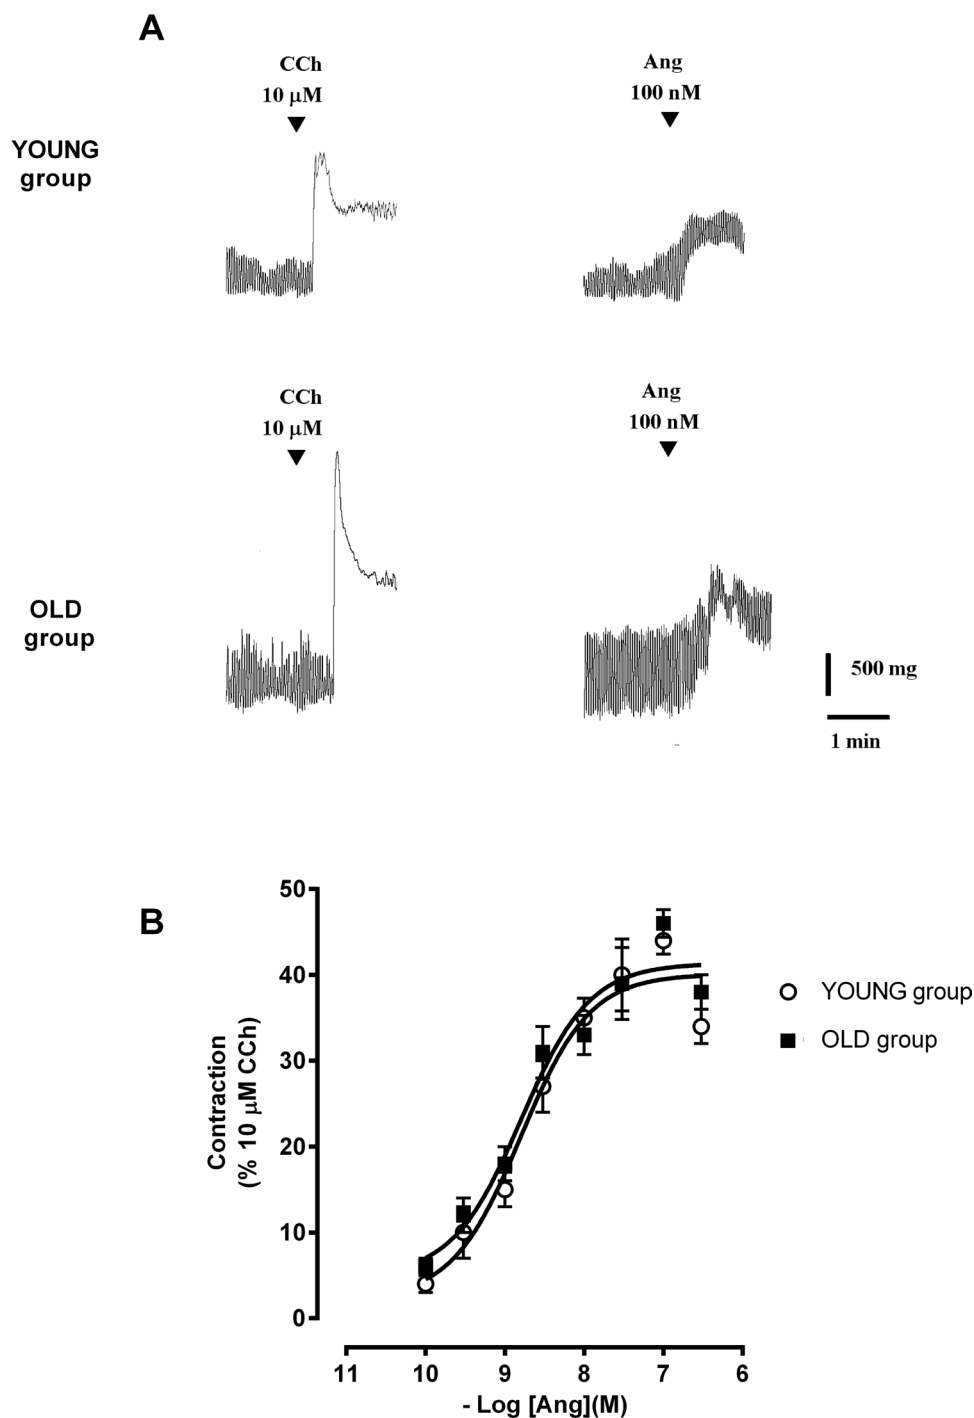 A
CCh
10 μM
Ang
100 nM
YOUNG
group
CCh
10 μM
Ang
100 nM
OLD
group
500 mg
1 min
B
50
40
30
20
10
0
Contraction
(% 10 μM CCh)
YOUNG group
OLD group
11 10 9 8 7 6
- Log [Ang](M)